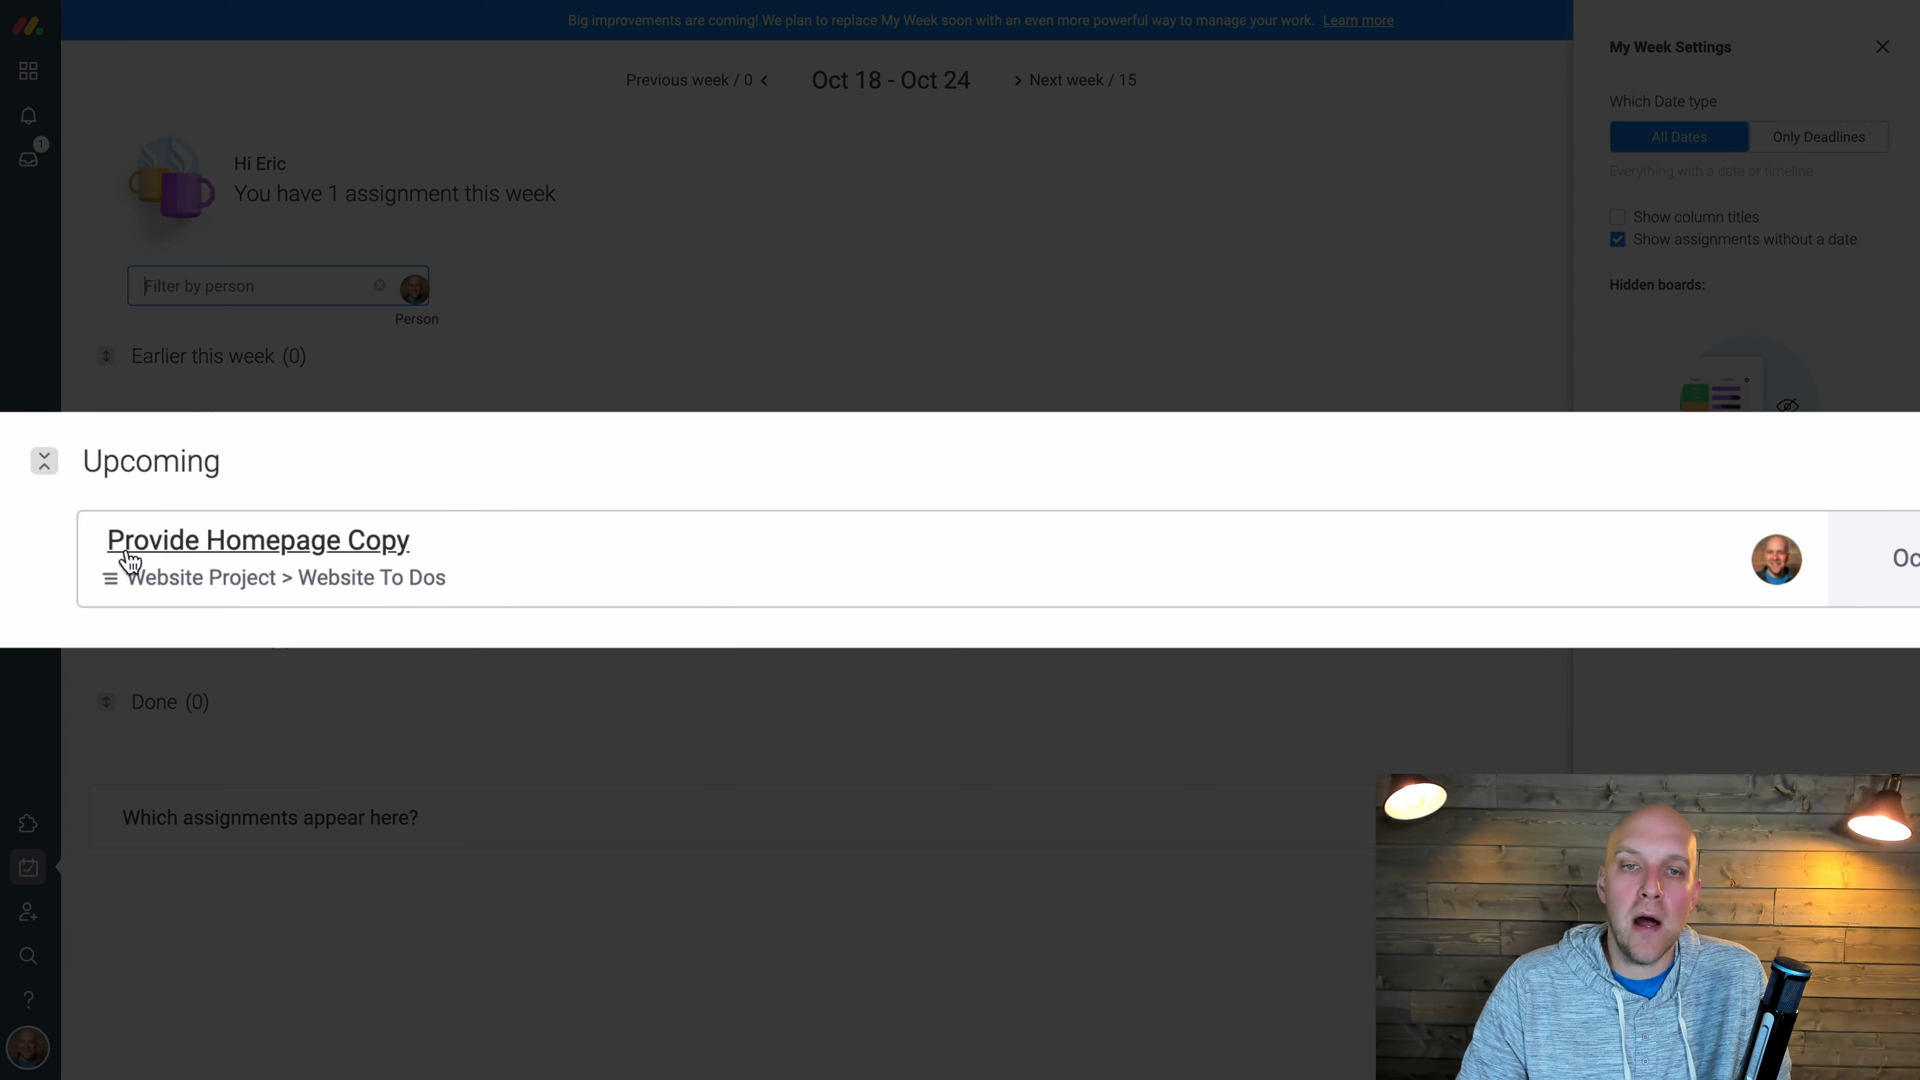 Big improvements are coming! We plan to replace My Week soon with an even more powerful way to manage your work. Learn more
Previous week / 0
Oct 18 - Oct 24
Next week / 15
1
Hi Eric
You have 1 assignment this week
Filter by person
Person
Earlier this week (0)
Upcoming
Provide Homepage Copy
Website Project > Website To Dos
Oc
Done (0)
Which assignments appear here?
?
My Week Settings
Which Date type
All Dates
Only Deadlines
Everything with a date or timeline
Show column titles
Show assignments without a date
Hidden boards: